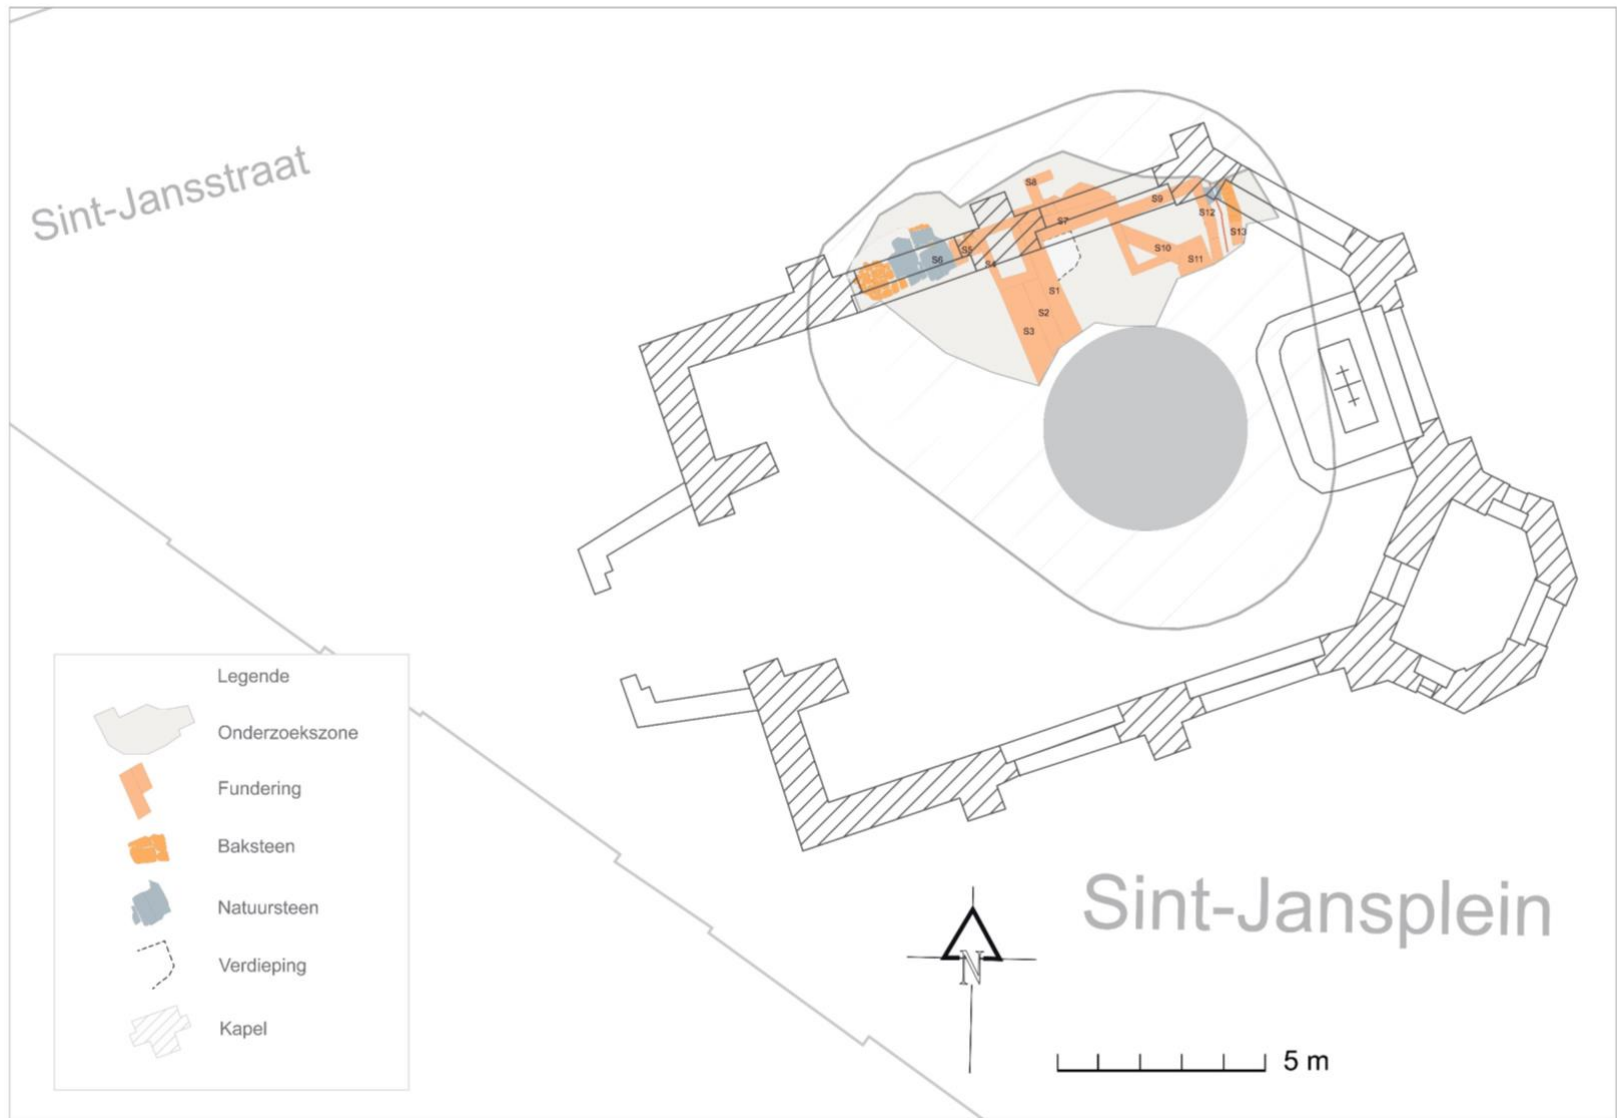 Sint-Jansstraat
S8
S9
S7
S12
S13
S5
S6
S4
S10
S11
S1
S2
S3
Legende
Onderzoekszone
Fundering
Baksteen
Natuursteen
Verdieping
Kapel
Sint-Jansplein
N
5 m